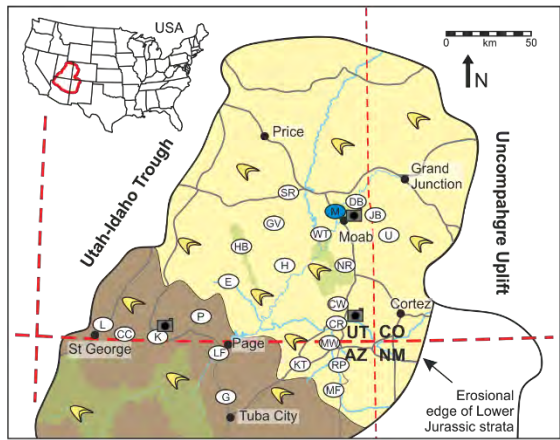 USA
0 50
km
N
Utah-Idaho Trough
Uncompahgre Uplift
Price
Grand
Junction
SR
DB
M
JB
GV
WT
Moab
U
HB
H
NR
E
CW
Cortez
L
P
CR
CC
K
UT CO
St George
Page
MW
AZ NM
LF
KT
RP
MF
G
Tuba City
Erosional
edge of Lower
Jurassic strata